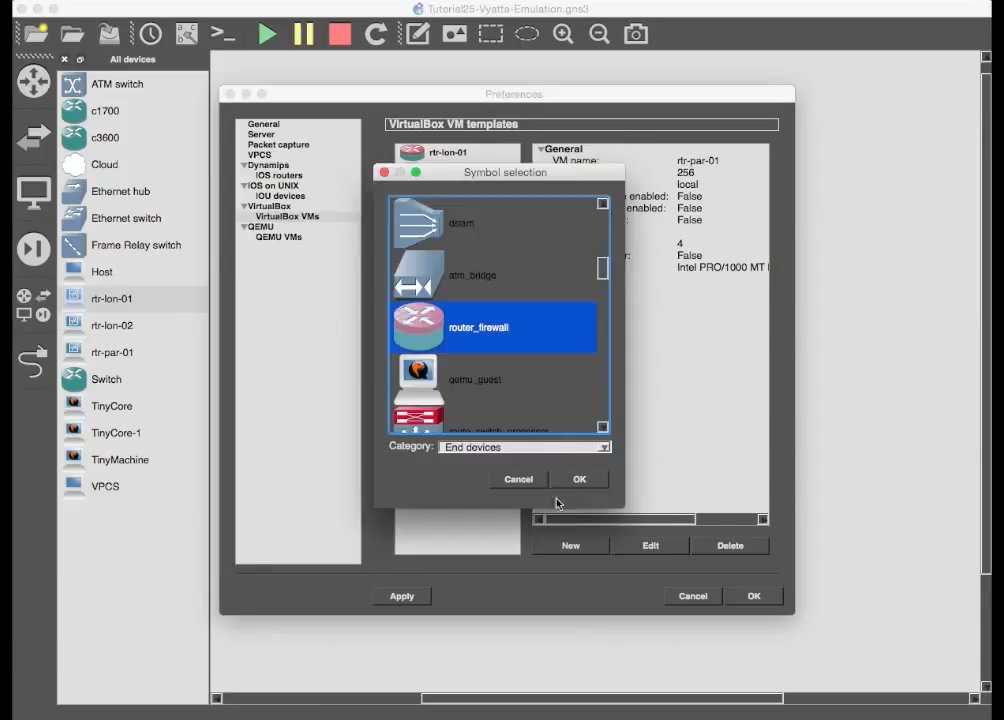 Tutorial25-Vyatta-Emulation.gns3
All devices
ATM switch
c1700
c3600
Cloud
Ethernet hub
Ethernet switch
Frame Relay switch
Host
rtr-lon-01
rtr-lon-02
rtr-par-01
Switch
TinyCore
TinyCore-1
TinyMachine
VPCS
Preferences
General
Server
Packet capture
VPCS
Dynamips
IOS routers
IOS on UNIX
IOU devices
VirtualBox
VirtualBox VMs
QEMU
QEMU VMs
VirtualBox VM templates
rtr-lon-01
General
VM name: rtr-par-01
256
local
enabled: False
enabled: False
False
4
r: False
Intel PRO/1000 MT
Symbol selection
dslam
atm_bridge
router_firewall
qemu_guest
route_switch_processor
Category: End devices
Cancel OK
New Edit Delete
Apply Cancel OK